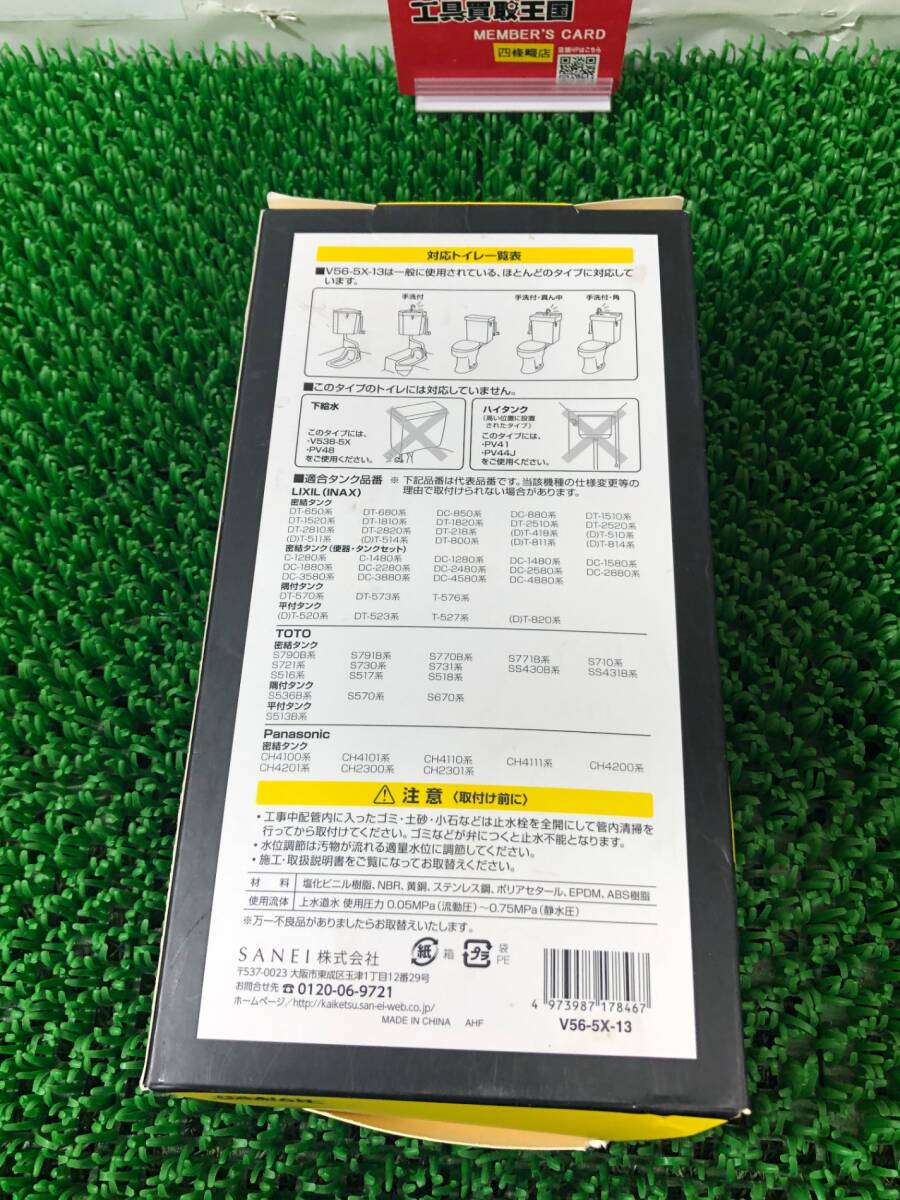 工具買取王国
MEMBER'S CARD
四條畷店
店舗HPはこちら
対応トイレ一覧表
■V56-5X-13は一般に使用されている、ほとんどのタイプに対応して
います。
手洗付 手洗付・真ん中 手洗付・角
■このタイプのトイレには対応していません。
下給水
このタイプには、
・V538-5X
・PV48
をご使用ください。
ハイタンク
(高い位置に設置
されたタイプ)
このタイプには、
・PV41
・PV44J
をご使用ください。
■適合タンク品番 ※下記品番は代表品番です。当該機種の仕様変更等の
理由で取付けられない場合があります。
LIXIL(INAX)
密結タンク
DT-650系 DT-680系 DC-850系 DC-880系 DT-1510系
DT-1520系 DT-1810系 DT-1820系 DT-2510系 DT-2520系
DT-2810系 DT-2820系 DT-218系 (D)T-418系 (D)T-510系
(D)T-511系 (D)T-514系 DT-800系 (D)T-811系 (D)T-814系
密結タンク(便器・タンクセット)
C-1280系 C-1480系 DC-1280系 DC-1480系 DC-1580系
DC-1880系 DC-2280系 DC-2480系 DC-2580系 DC-2880系
DC-3580系 DC-3880系 DC-4580系 DC-4880系
隅付タンク
DT-570系 DT-573系 T-576系
平付タンク
(D)T-520系 DT-523系 T-527系 (D)T-820系
TOTO
密結タンク
S790B系 S791B系 S770B系 S771B系 S710系
S721系 S730系 S731系 SS430B系 SS431B系
S516系 S517系 S518系
隅付タンク
S536B系 S570系 S670系
平付タンク
S513B系
Panasonic
密結タンク
CH4100系 CH4101系 CH4110系 CH4111系 CH4200系
CH4201系 CH2300系 CH2301系
注意〈取付け前に〉
・工事中配管内に入ったゴミ・土砂・小石などは止水栓を全開にして管内清掃を
行ってから取付けてください。ゴミなどが弁につくと止水不能となります。
・水位調節は汚物が流れる適量水位に調節してください。
・施工・取扱説明書をご覧になってお取替えください。
材料 塩化ビニル樹脂、NBR、黄銅、ステンレス鋼、ポリアセタール、EPDM、ABS樹脂
使用流体 上水道水 使用圧力 0.05MPa(流動圧)~0.75MPa(静水圧)
※万一不良品がありましたらお取替えいたします。
SANEI株式会社
紙 箱 プラ 袋 PE
〒537-0023 大阪市東成区玉津1丁目12番29号
お問合せ先 ☎ 0120-06-9721
ホームページ/http://kaiketsu.san-ei-web.co.jp/
MADE IN CHINA AHF
4 973987 178467
V56-5X-13